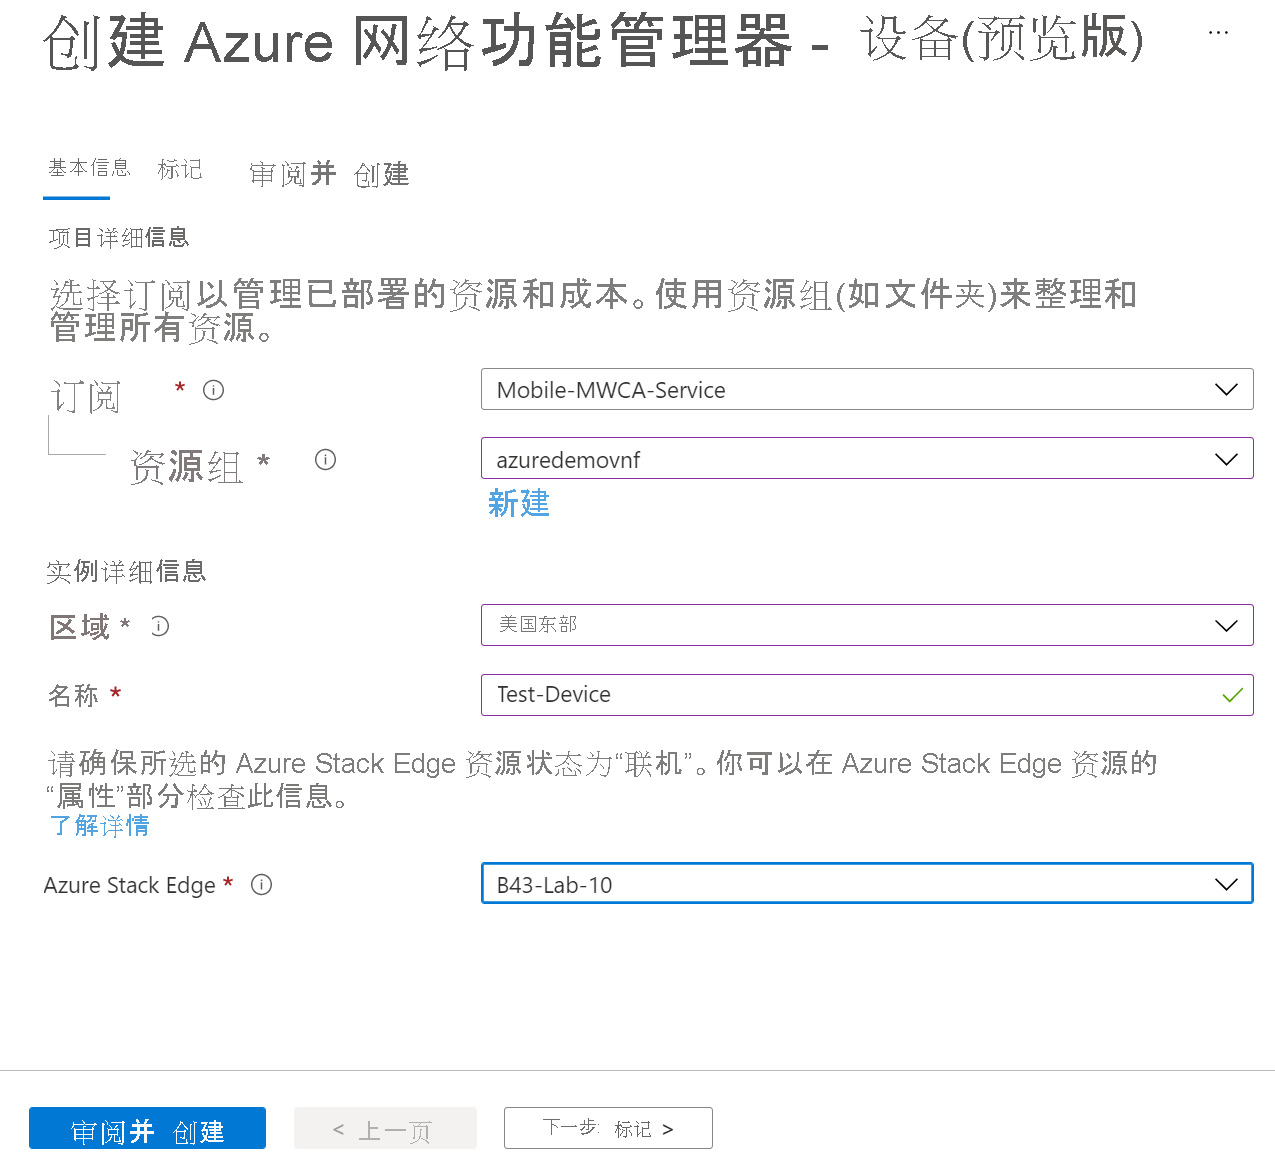 创建 Azure 网络功能管理器 - 设备(预览版) ...
基本信息 标记 审阅并 创建
项目详细信息
选择订阅以管理已部署的资源和成本。使用资源组(如文件夹)来整理和
管理所有资源。
订阅 * Mobile-MWCA-Service
资源组 * azuredemovnf
新建
实例详细信息
区域 * 美国东部
名称 * Test-Device
请确保所选的 Azure Stack Edge 资源状态为“联机”。你可以在 Azure Stack Edge 资源的
“属性”部分检查此信息。
了解详情
Azure Stack Edge * B43-Lab-10
审阅并 创建 < 上一页 下一步: 标记 >